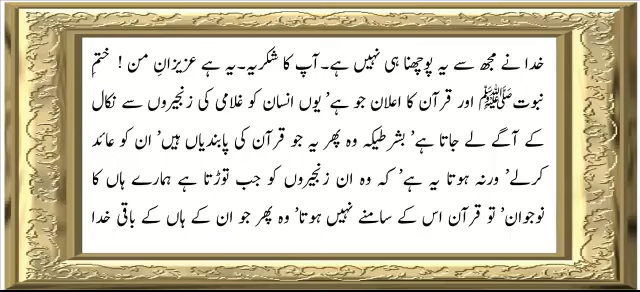 خدا نے مجھ سے یہ پوچھنا ہی نہیں ہے۔ آپ کا شکریہ۔ یہ ہے عزیزانِ من ! ختمِ
نبوتﷺ اور قرآن کا اعلان جو ہے’ یوں انسان کو غلامی کی زنجیروں سے نکال
کے آگے لے جاتا ہے’ بشرطیکہ وہ پھر یہ جو قرآن کی پابندیاں ہیں’ ان کو عائد
کرلے’ ورنہ ہوتا یہ ہے’ کہ وہ ان زنجیروں کو جب توڑتا ہے ہمارے ہاں کا
نوجوان’ تو قرآن اس کے سامنے نہیں ہوتا’ وہ پھر جو ان کے ہاں کے باقی خدا